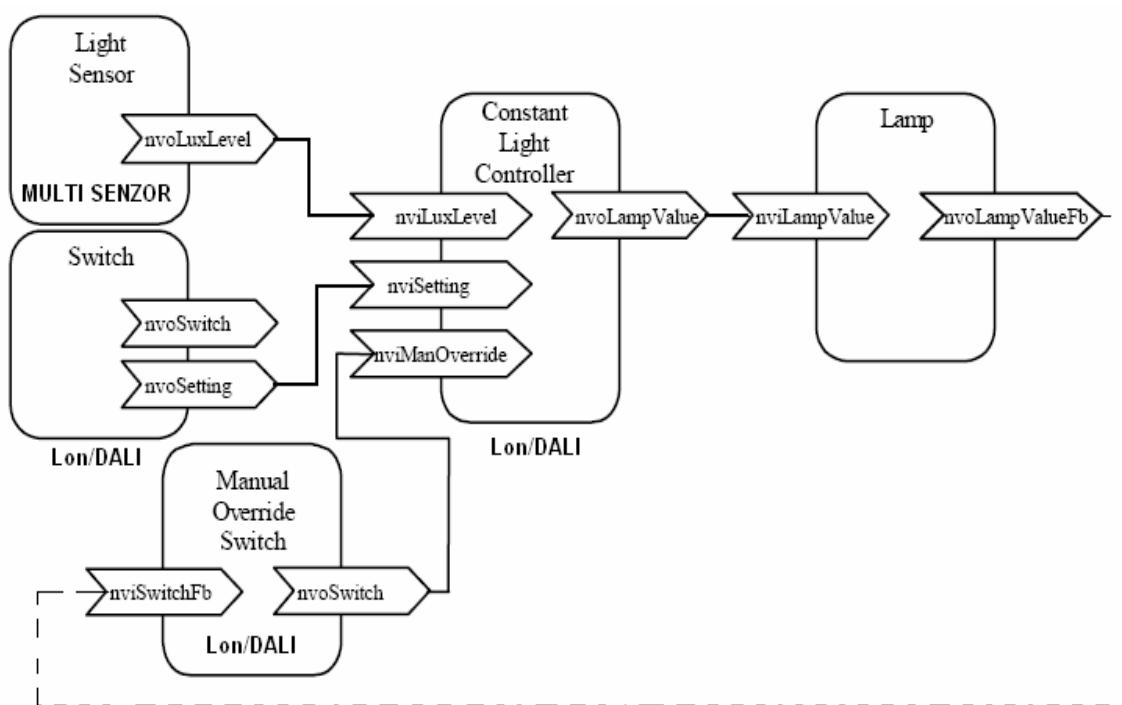 Light
Sensor
nvoLuxLevel
MULTI SENZOR
Switch
nvoSwitch
nvoSetting
Lon/DALI
Constant
Light
Controller
nviLuxLevel
nvoLampValue
nviSetting
nviManOverride
Lon/DALI
Lamp
nviLampValue
nvoLampValueFb
Manual
Override
Switch
nviSwitchFb
nvoSwitch
Lon/DALI